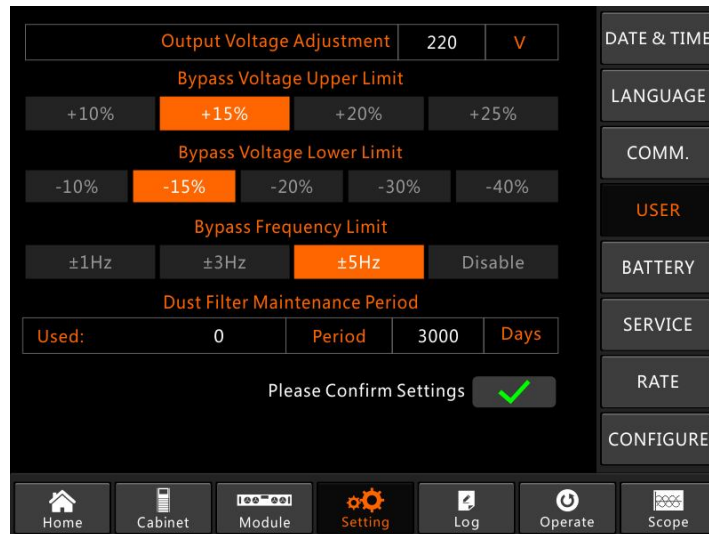 Output Voltage Adjustment 220 V
Bypass Voltage Upper Limit
+10% +15% +20% +25%
Bypass Voltage Lower Limit
-10% -15% -20% -30% -40%
Bypass Frequency Limit
±1Hz ±3Hz ±5Hz Disable
Dust Filter Maintenance Period
Used: 0 Period 3000 Days
Please Confirm Settings
DATE & TIME
LANGUAGE
COMM.
USER
BATTERY
SERVICE
RATE
CONFIGURE
Home Cabinet Module Setting Log Operate Scope